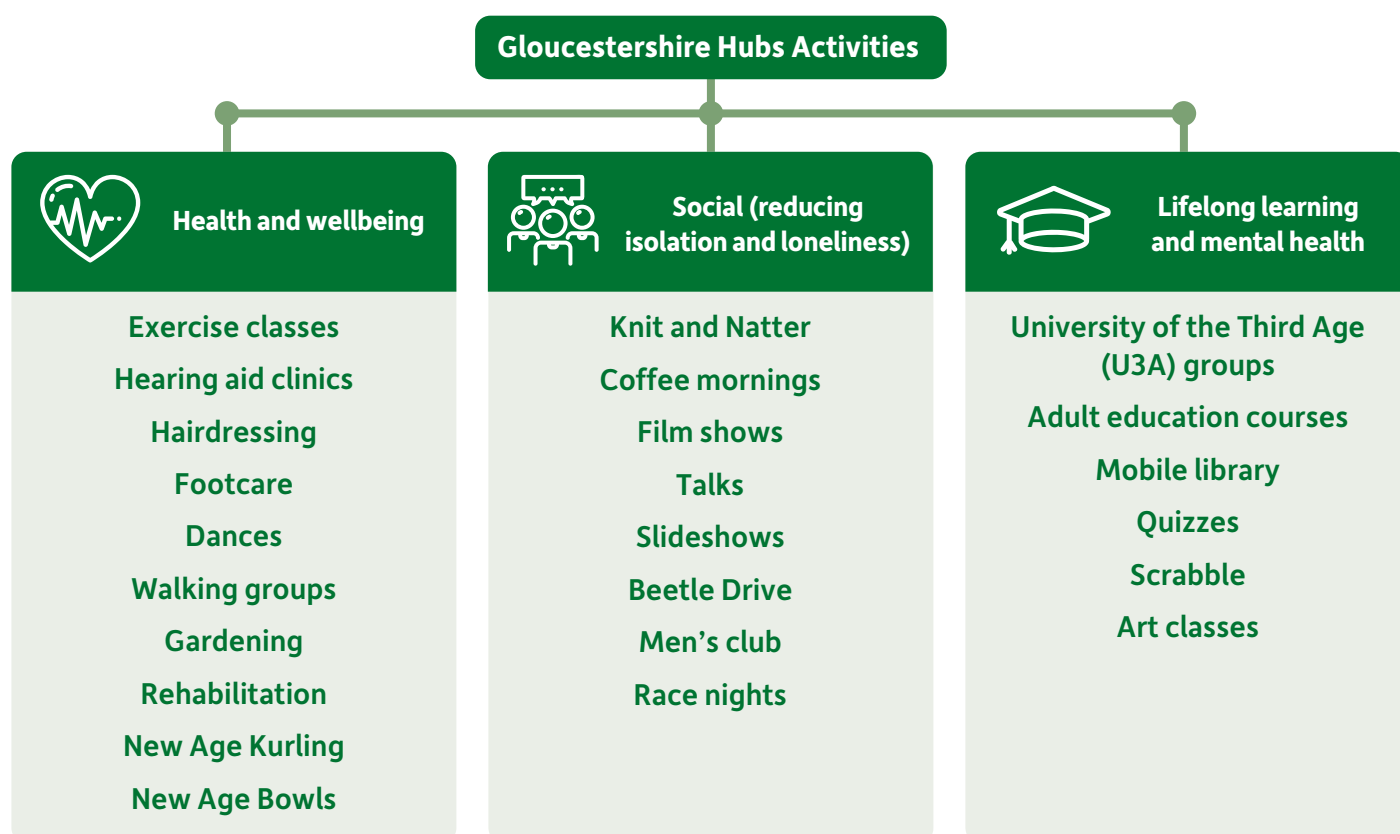 Gloucestershire Hubs Activities
Health and wellbeing
Exercise classes
Hearing aid clinics
Hairdressing
Footcare
Dances
Walking groups
Gardening
Rehabilitation
New Age Kurling
New Age Bowls
Social (reducing
isolation and loneliness)
Knit and Natter
Coffee mornings
Film shows
Talks
Slideshows
Beetle Drive
Men’s club
Race nights
Lifelong learning
and mental health
University of the Third Age
(U3A) groups
Adult education courses
Mobile library
Quizzes
Scrabble
Art classes